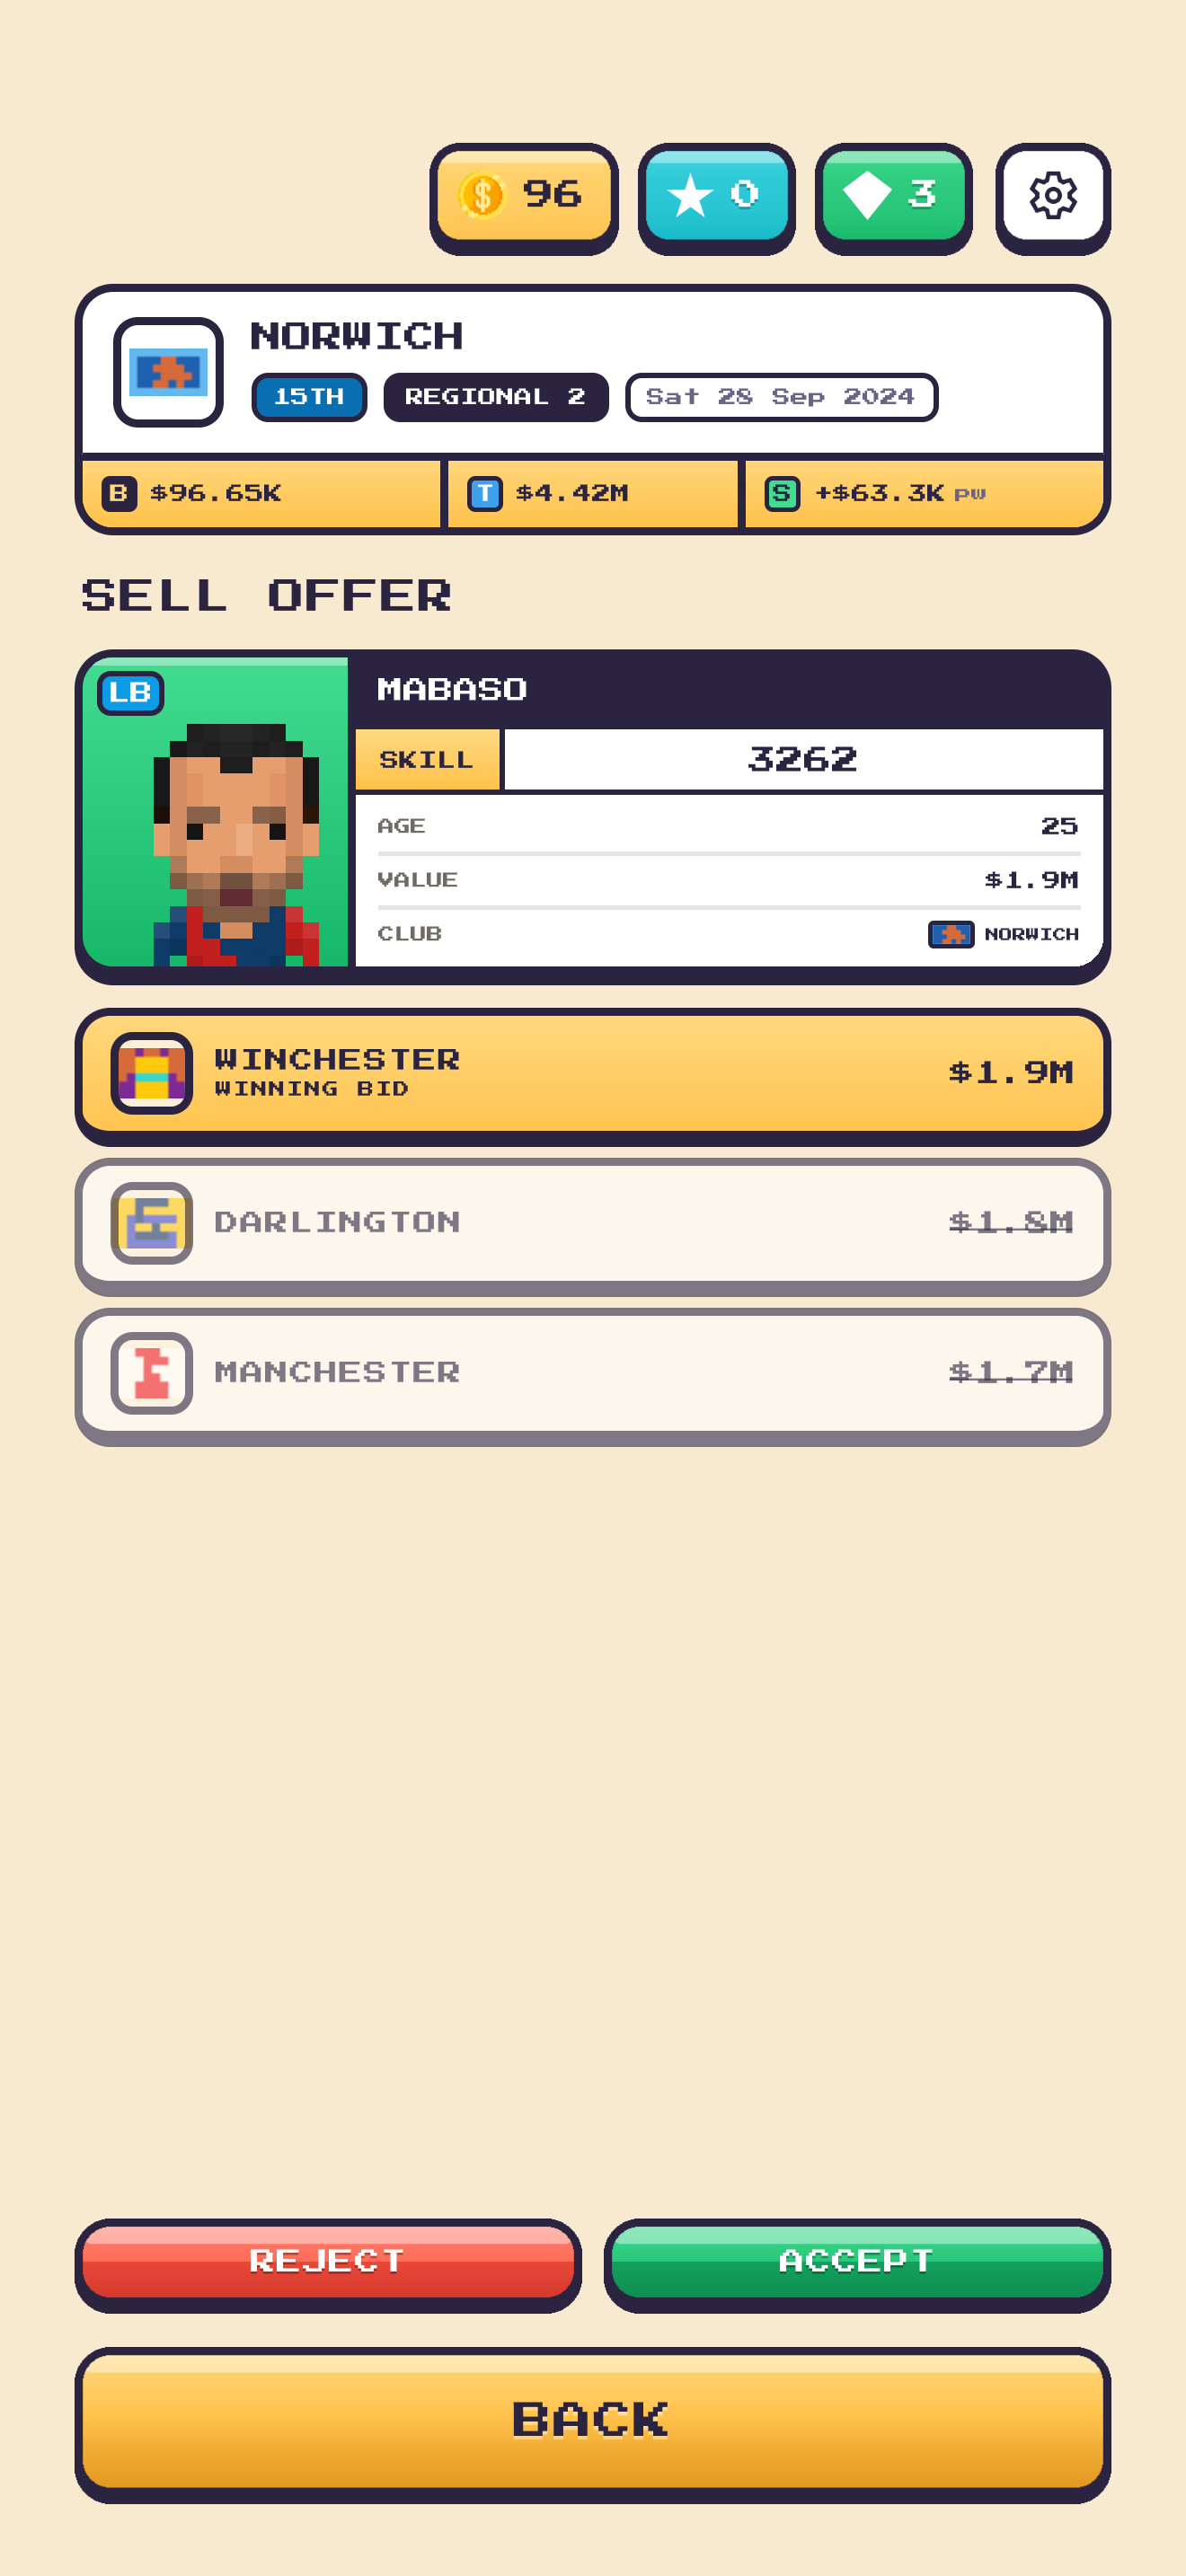 96 0 3
NORWICH
15TH REGIONAL 2 Sat 28 Sep 2024
B $96.65K T $4.42M S +$63.3K PW
SELL OFFER
LB MABASO
SKILL 3262
AGE 25
VALUE $1.9M
CLUB NORWICH
WINCHESTER
WINNING BID
$1.9M
DARLINGTON $1.8M
MANCHESTER $1.7M
REJECT ACCEPT
BACK